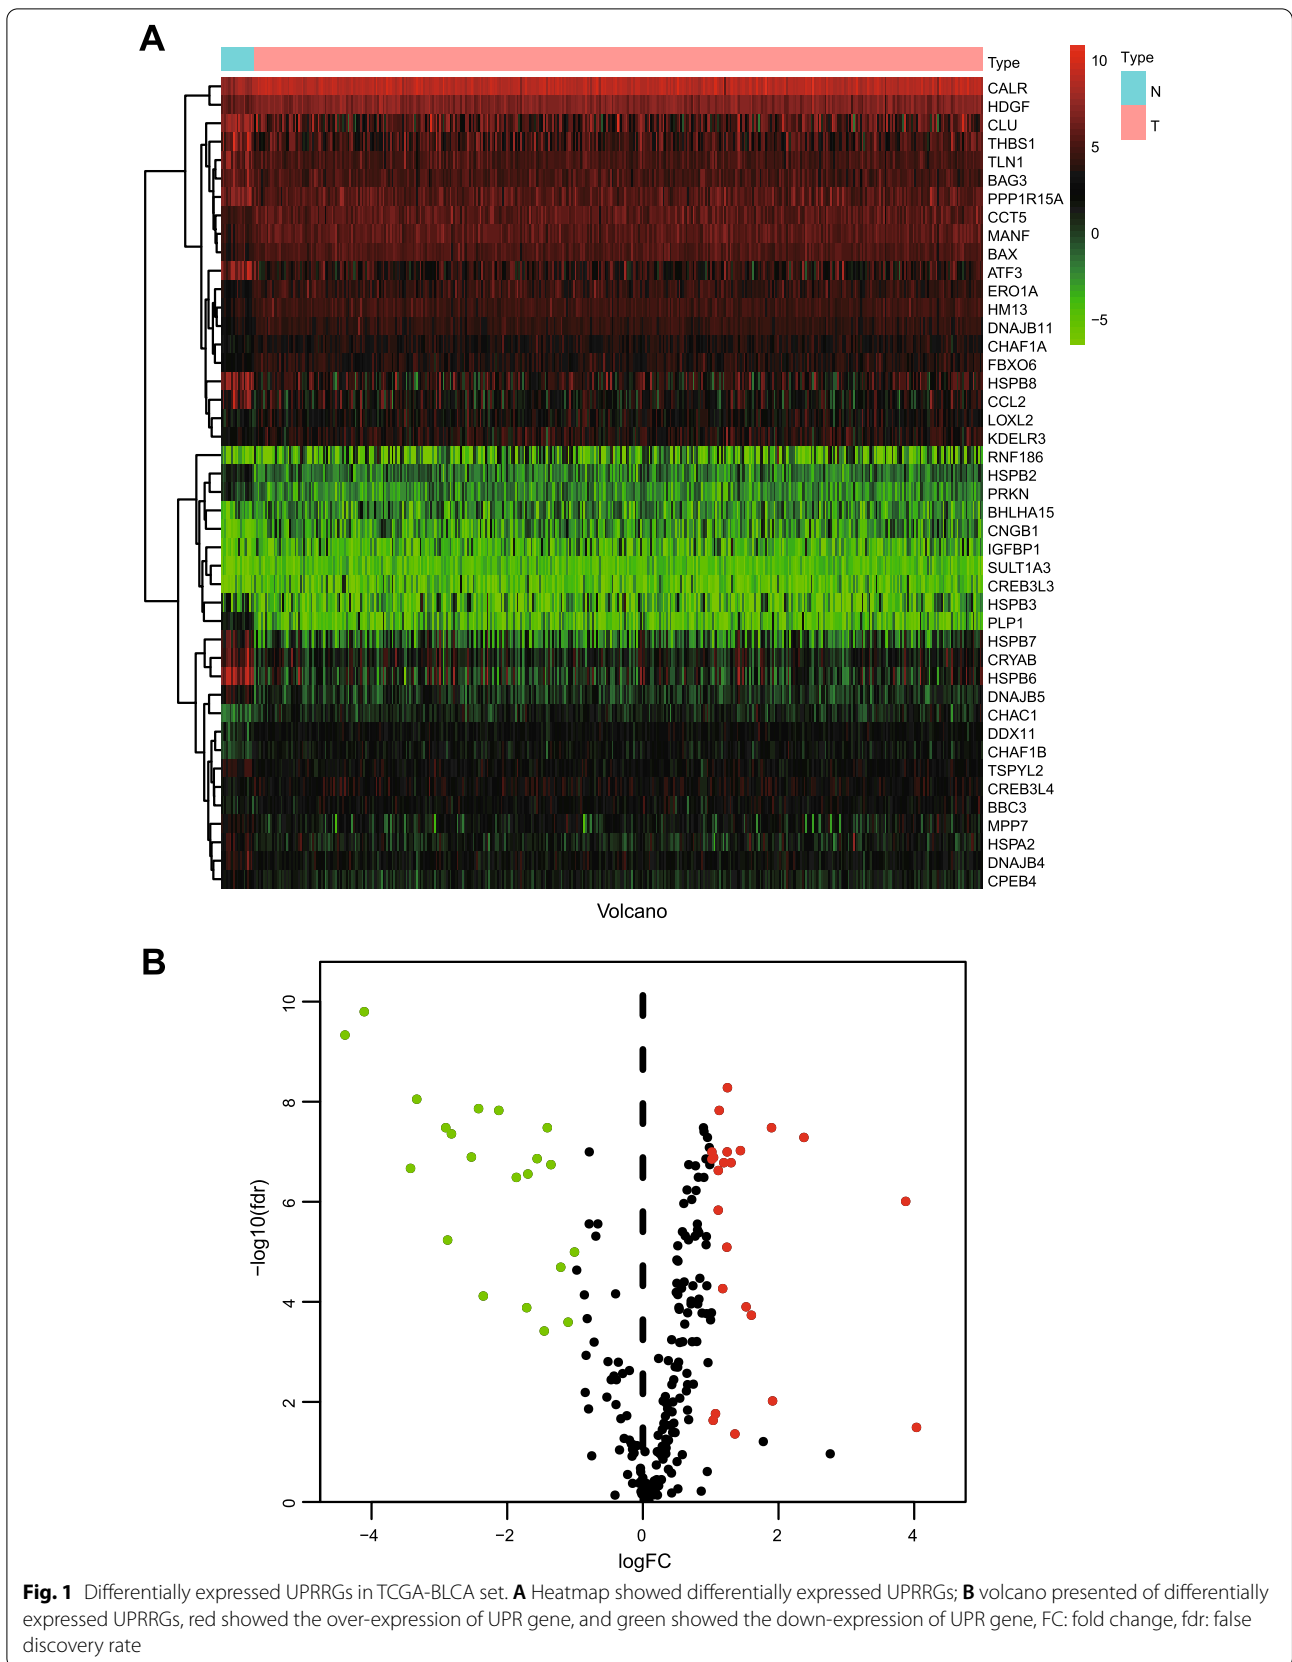 A
Type
CALR
HDGF
CLU
THBS1
TLN1
BAG3
PPP1R15A
CCT5
MANF
BAX
ATF3
ERO1A
HM13
DNAJB11
CHAF1A
FBXO6
HSPB8
CCL2
LOXL2
KDELR3
RNF186
HSPB2
PRKN
BHLHA15
CNGB1
IGFBP1
SULT1A3
CREB3L3
HSPB3
PLP1
HSPB7
CRYAB
HSPB6
DNAJB5
CHAC1
DDX11
CHAF1B
TSPYL2
CREB3L4
BBC3
MPP7
HSPA2
DNAJB4
CPEB4
10
5
0
−5
Type
N
T
Volcano
B
−log10(fdr)
10
8
6
4
2
0
−4 −2 0 2 4
logFC
Fig. 1 Differentially expressed UPRRGs in TCGA-BLCA set. A Heatmap showed differentially expressed UPRRGs; B volcano presented of differentially
expressed UPRRGs, red showed the over-expression of UPR gene, and green showed the down-expression of UPR gene, FC: fold change, fdr: false
discovery rate